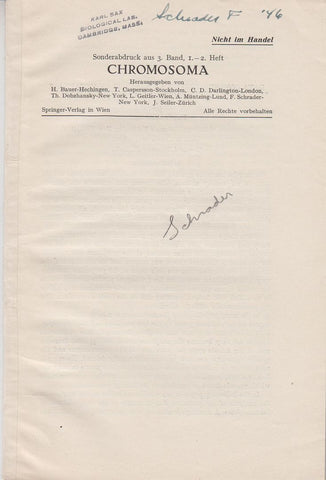 KARL SAX
BIOLOGICAL LAB.
CAMBRIDGE, MASS.
Schrader F '46
Nicht im Handel
Sonderabdruck aus 3. Band, 1.–2. Heft
CHROMOSOMA
Herausgegeben von
H. Bauer-Hechingen, T. Caspersson-Stockholm, C. D. Darlington-London,
Th. Dobzhansky-New York, L. Geitler-Wien, A. Müntzing-Lund, F. Schrader-
New York, J. Seiler-Zürich
Springer-Verlag in Wien Alle Rechte vorbehalten
Schrader